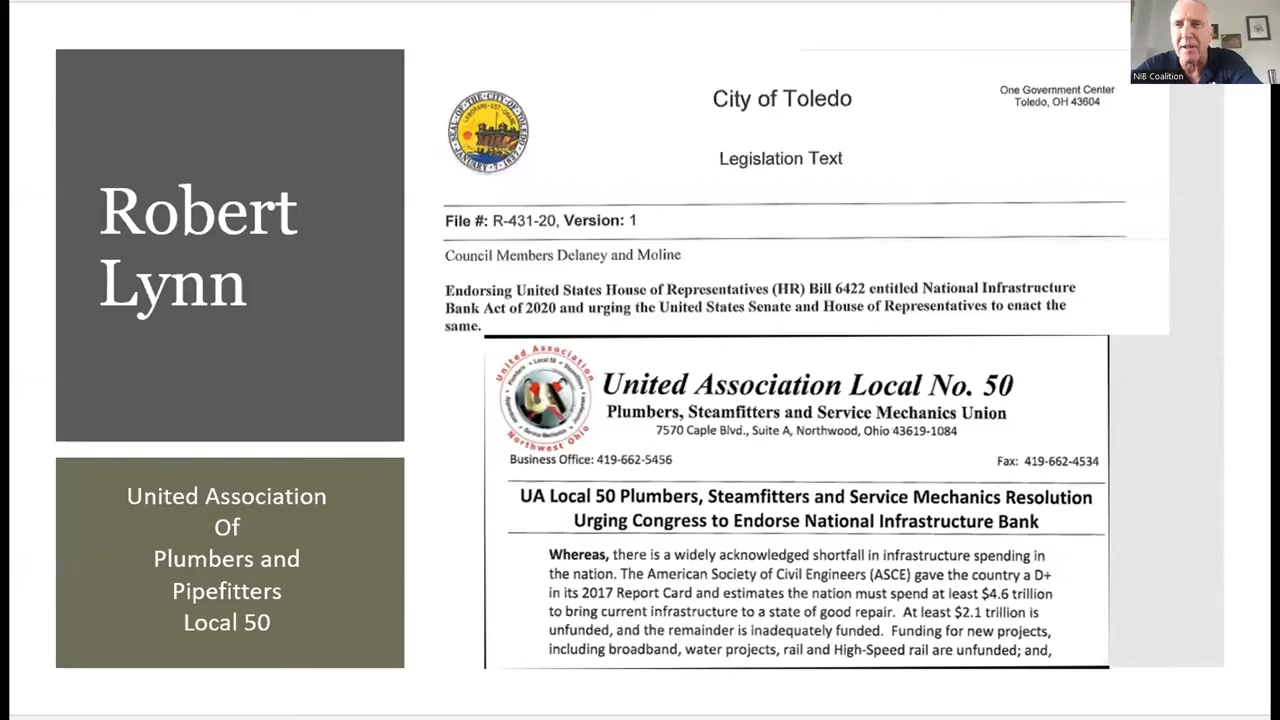 Robert
Lynn
United Association
Of
Plumbers and
Pipefitters
Local 50
NIB Coalition
City of Toledo
One Government Center
Toledo, OH 43604
Legislation Text
File #: R-431-20, Version: 1
Council Members Delaney and Moline
Endorsing United States House of Representatives (HR) Bill 6422 entitled National Infrastructure
Bank Act of 2020 and urging the United States Senate and House of Representatives to enact the
same.
United Association
Northwest Ohio
UA
United Association Local No. 50
Plumbers, Steamfitters and Service Mechanics Union
7570 Caple Blvd., Suite A, Northwood, Ohio 43619-1084
Business Office: 419-662-5456
Fax: 419-662-4534
UA Local 50 Plumbers, Steamfitters and Service Mechanics Resolution
Urging Congress to Endorse National Infrastructure Bank
Whereas, there is a widely acknowledged shortfall in infrastructure spending in
the nation. The American Society of Civil Engineers (ASCE) gave the country a D+
in its 2017 Report Card and estimates the nation must spend at least $4.6 trillion
to bring current infrastructure to a state of good repair. At least $2.1 trillion is
unfunded, and the remainder is inadequately funded. Funding for new projects,
including broadband, water projects, rail and High-Speed rail are unfunded; and,